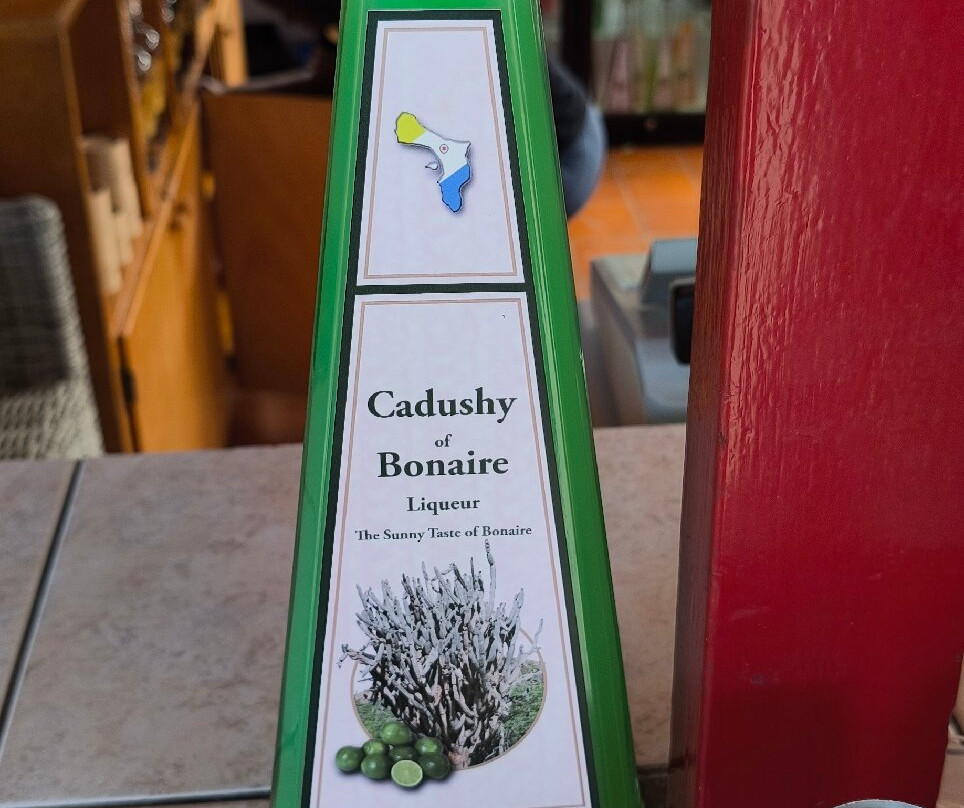 Cadushy
of
Bonaire
Liqueur
The Sunny Taste of Bonaire